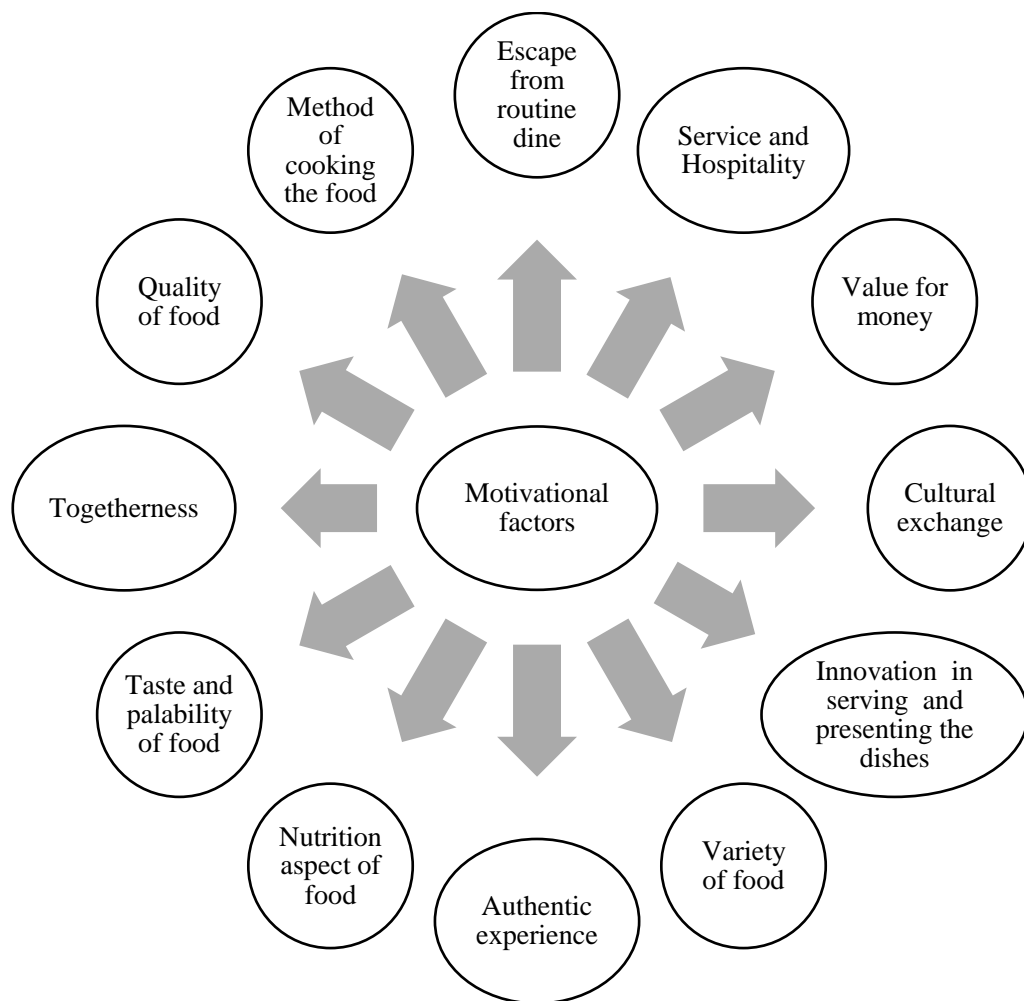 Escape
from
routine
dine
Service and
Hospitality
Value for
money
Cultural
exchange
Innovation in
serving and
presenting the
dishes
Variety
of food
Authentic
experience
Nutrition
aspect of
food
Taste and
palability
of food
Togetherness
Quality
of food
Method
of
cooking
the food
Motivational
factors